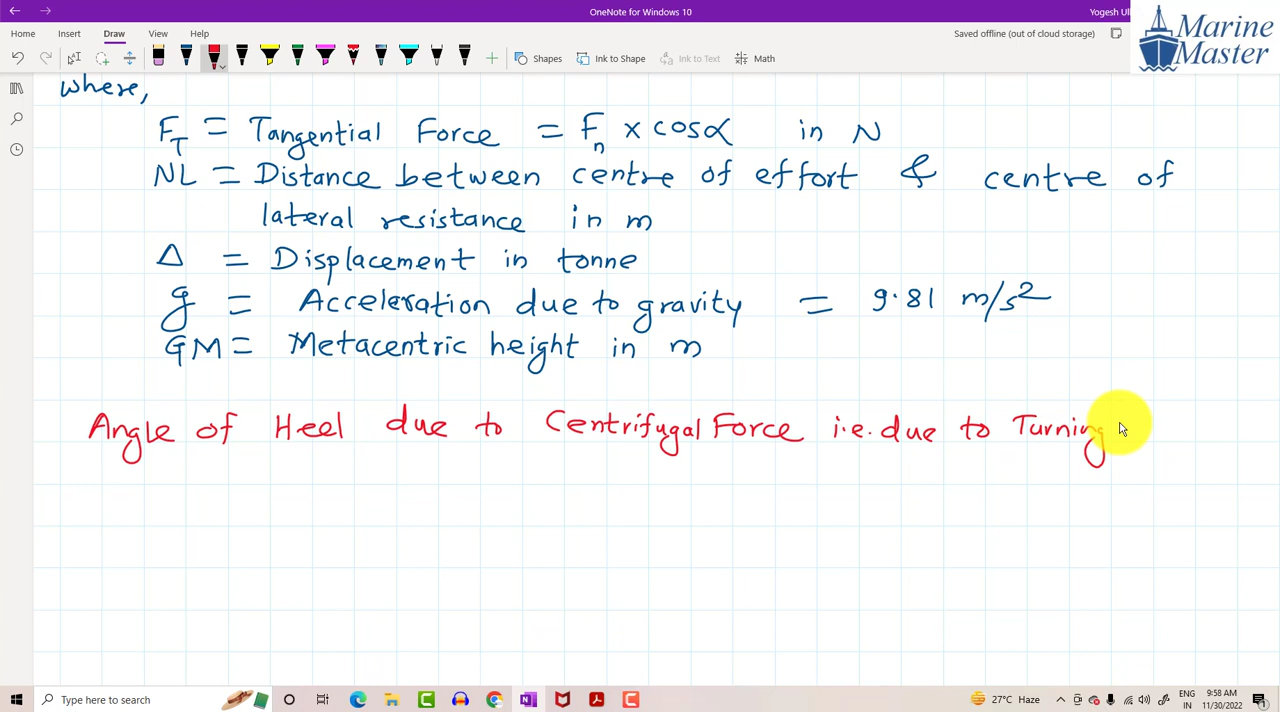 OneNote for Windows 10
Yogesh Ul
Home Insert Draw View Help
Saved offline (out of cloud storage)
Marine Master
Shapes Ink to Shape Ink to Text Math
where,
F_T = Tangential Force = F_n x cosα in N
NL = Distance between centre of effort & centre of
lateral resistance in m
Δ = Displacement in tonne
g = Acceleration due to gravity = 9.81 m/s²
GM = Metacentric height in m
Angle of Heel due to Centrifugal Force i.e. due to Turning
Type here to search
27°C Haze
ENG
IN
9:58 AM
11/30/2022